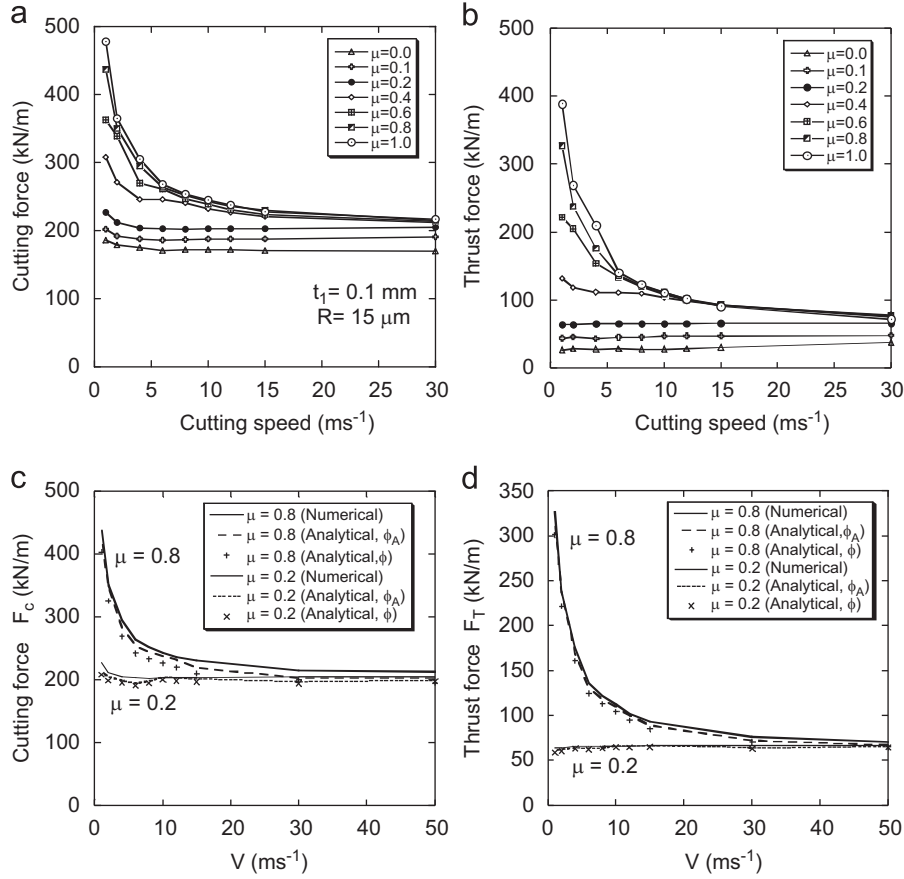 a
500
400
300
200
100
0
Cutting force (kN/m)
μ=0.0
μ=0.1
μ=0.2
μ=0.4
μ=0.6
μ=0.8
μ=1.0
t₁= 0.1 mm
R= 15 μm
0 5 10 15 20 25 30
Cutting speed (ms⁻¹)
b
500
400
300
200
100
0
Thrust force (kN/m)
μ=0.0
μ=0.1
μ=0.2
μ=0.4
μ=0.6
μ=0.8
μ=1.0
0 5 10 15 20 25 30
Cutting speed (ms⁻¹)
c
500
400
300
200
100
0
Cutting force F_c (kN/m)
μ = 0.8 (Numerical)
μ = 0.8 (Analytical, ϕ_A)
μ = 0.8 (Analytical,ϕ)
μ = 0.2 (Numerical)
μ = 0.2 (Analytical, ϕ_A)
μ = 0.2 (Analytical, ϕ)
μ = 0.8
μ = 0.2
0 10 20 30 40 50
V (ms⁻¹)
d
350
300
250
200
150
100
50
0
Thrust force F_T (kN/m)
μ = 0.8 (Numerical)
μ = 0.8 (Analytical, ϕ_A)
μ = 0.8 (Analytical, ϕ)
μ = 0.2 (Numerical)
μ = 0.2 (Analytical, ϕ_A)
μ = 0.2 (Analytical, ϕ)
μ = 0.8
μ = 0.2
0 10 20 30 40 50
V (ms⁻¹)